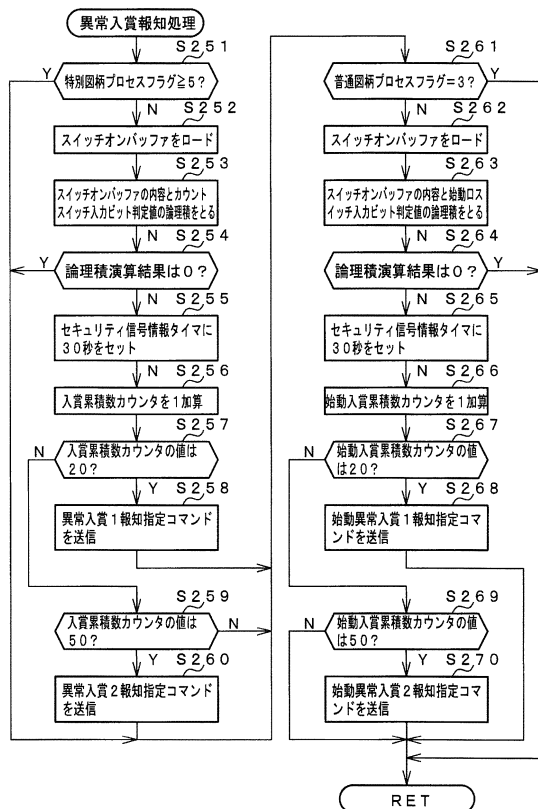 異常入賞報知処理
S251
Y
特別図柄プロセスフラグ≧5?
N
S252
スイッチオンバッファをロード
S253
スイッチオンバッファの内容とカウント
スイッチ入力ビット判定値の論理積をとる
S254
Y
論理積演算結果は0?
N
S255
セキュリティ信号情報タイマに
30秒をセット
N
S256
入賞累積数カウンタを1加算
S257
N
入賞累積数カウンタの値は
20?
Y
S258
異常入賞1報知指定コマンド
を送信
S259
入賞累積数カウンタの値は
50?
N
Y
S260
異常入賞2報知指定コマンド
を送信
S261
普通図柄プロセスフラグ=3?
Y
N
S262
スイッチオンバッファをロード
S263
スイッチオンバッファの内容と始動口ス
イッチ入力ビット判定値の論理積をとる
S264
論理積演算結果は0?
Y
N
S265
セキュリティ信号情報タイマに
30秒をセット
N
S266
始動入賞累積数カウンタを1加算
S267
N
始動入賞累積数カウンタの値
は20?
Y
S268
始動異常入賞1報知指定コマ
ンドを送信
S269
N
始動入賞累積数カウンタの値
は50?
Y
S270
始動異常入賞2報知指定コマ
ンドを送信
RET